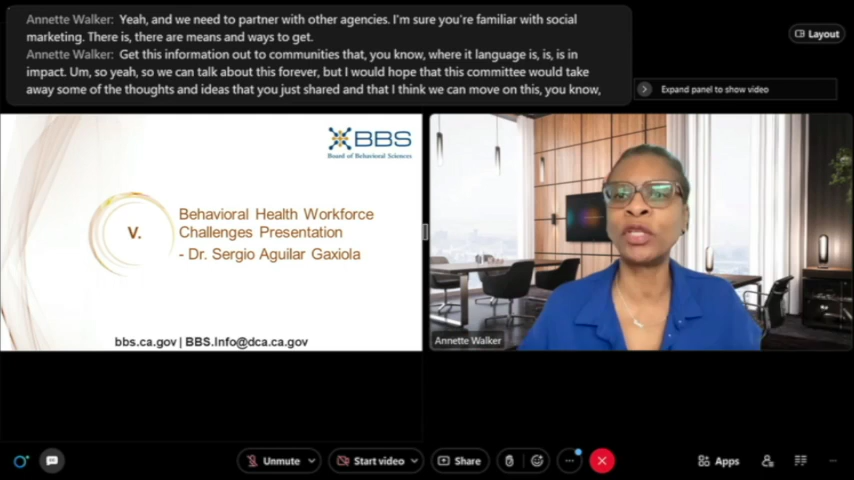 Annette Walker: Yeah, and we need to partner with other agencies. I'm sure you're familiar with social
marketing. There is, there are means and ways to get.
Annette Walker: Get this information out to communities that, you know, where it language is, is, is in
impact. Um, so yeah, so we can talk about this forever, but I would hope that this committee would take
away some of the thoughts and ideas that you just shared and that I think we can move on this, you know,
Layout
Expand panel to show video
BBS
Board of Behavioral Sciences
V.
Behavioral Health Workforce
Challenges Presentation
- Dr. Sergio Aguilar Gaxiola
bbs.ca.gov | BBS.Info@dca.ca.gov
Annette Walker
Unmute
Start video
Share
Apps